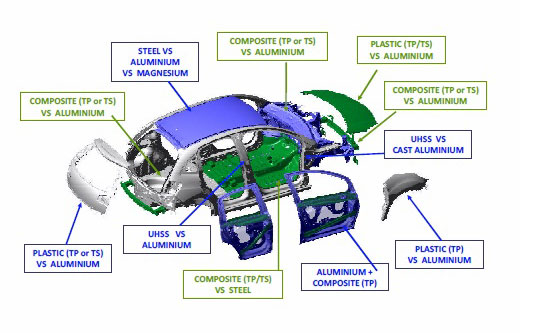 COMPOSITE (TP or TS)
VS ALUMINIUM
PLASTIC (TP/TS)
VS ALUMINIUM
STEEL VS
ALUMINIUM
VS MAGNESIUM
COMPOSITE (TP or TS)
VS ALUMINIUM
COMPOSITE (TP or TS)
VS ALUMINIUM
UHSS VS
CAST ALUMINIUM
PLASTIC (TP or TS)
VS ALUMINIUM
UHSS VS
ALUMINIUM
PLASTIC (TP)
VS ALUMINIUM
COMPOSITE (TP/TS)
VS STEEL
ALUMINIUM +
COMPOSITE (TP)